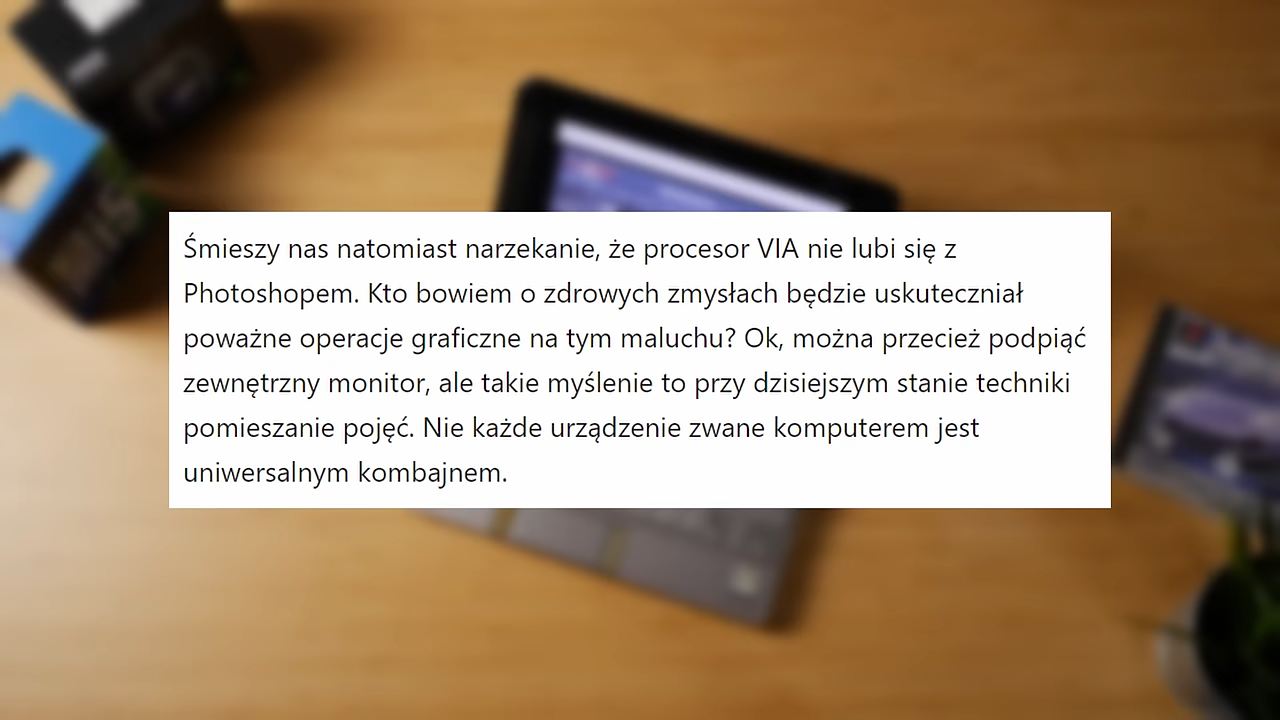 Śmieszy nas natomiast narzekanie, że procesor VIA nie lubi się z
Photoshopem. Kto bowiem o zdrowych zmysłach będzie uskuteczniał
poważne operacje graficzne na tym maluchu? Ok, można przecież podpiąć
zewnętrzny monitor, ale takie myślenie to przy dzisiejszym stanie techniki
pomieszanie pojęć. Nie każde urządzenie zwane komputerem jest
uniwersalnym kombajnem.